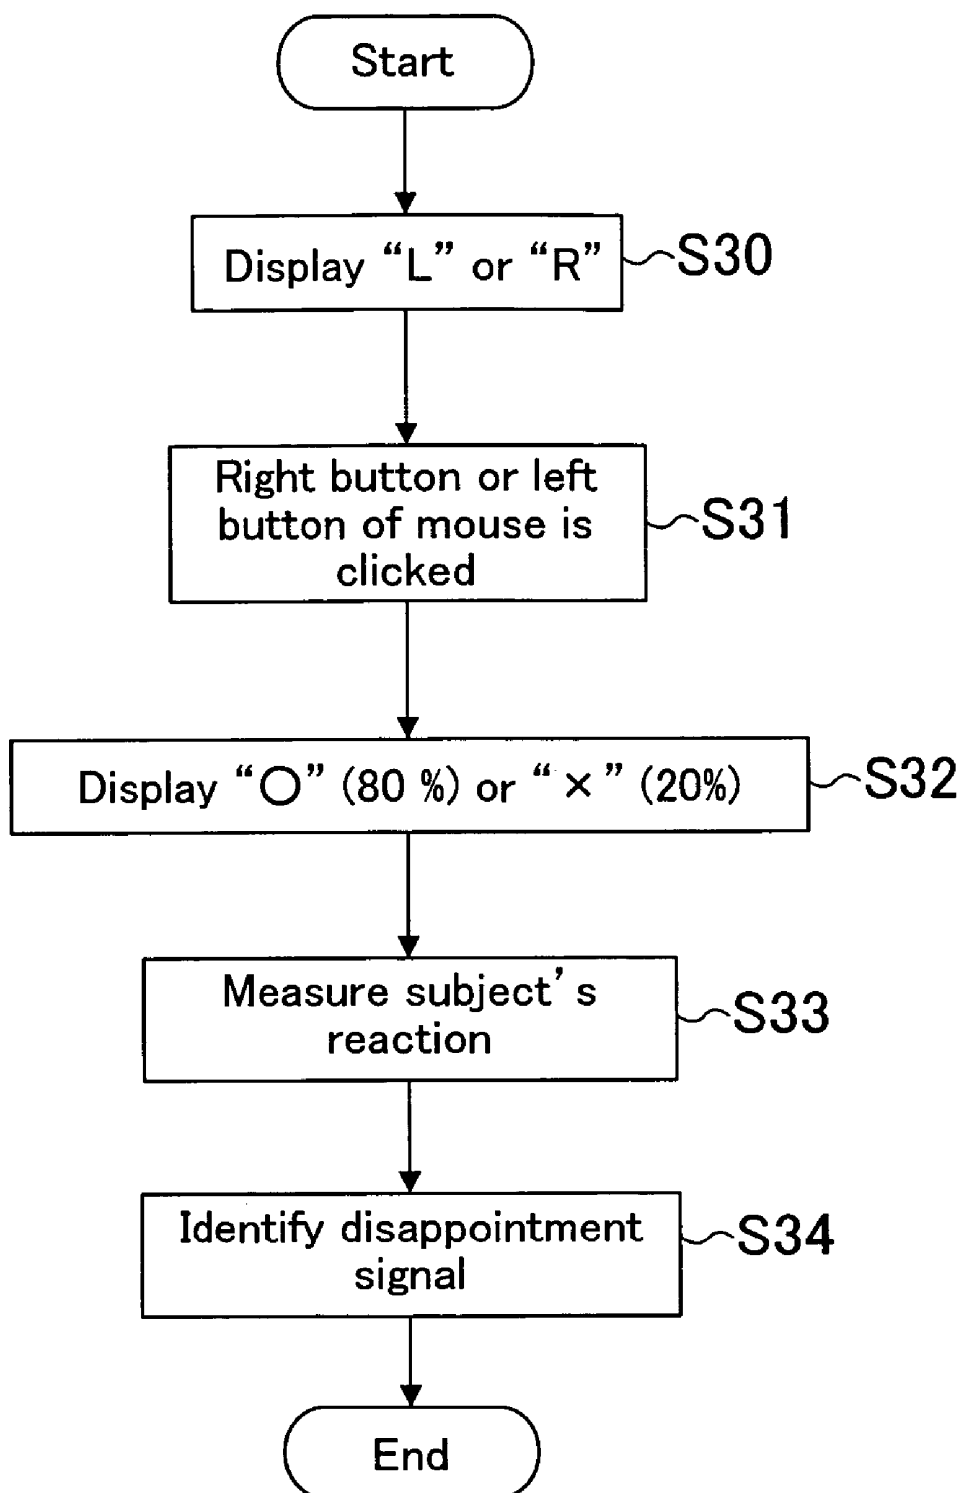 Start
Display “L” or “R”
S30
Right button or left
button of mouse is
clicked
S31
Display “○” (80 %) or “×” (20%)
S32
Measure subject’s
reaction
S33
Identify disappointment
signal
S34
End